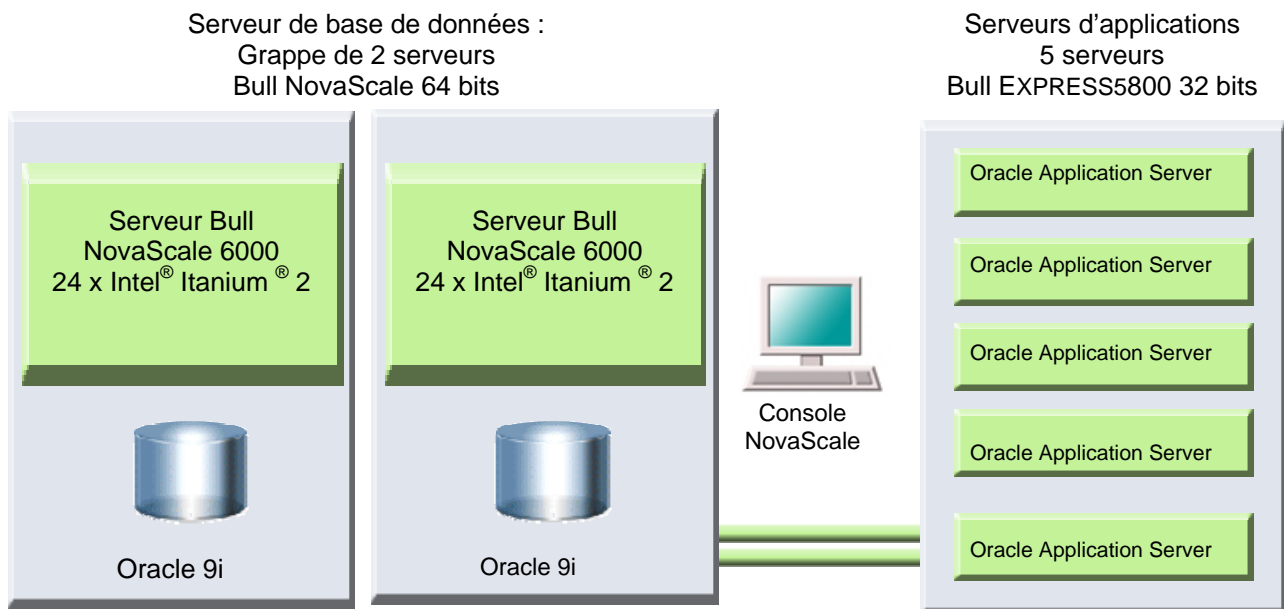 Serveur de base de données :
Grappe de 2 serveurs
Bull NovaScale 64 bits
Serveur Bull
NovaScale 6000
24 x Intel® Itanium ® 2
Oracle 9i
Serveur Bull
NovaScale 6000
24 x Intel® Itanium ® 2
Oracle 9i
Console
NovaScale
Serveurs d’applications
5 serveurs
Bull EXPRESS5800 32 bits
Oracle Application Server
Oracle Application Server
Oracle Application Server
Oracle Application Server
Oracle Application Server